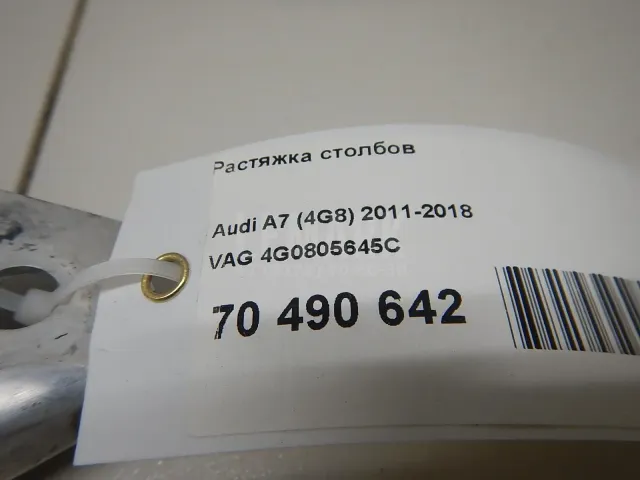 Растяжка столбов
Audi A7 (4G8) 2011-2018
VAG 4G0805645C
70 490 642